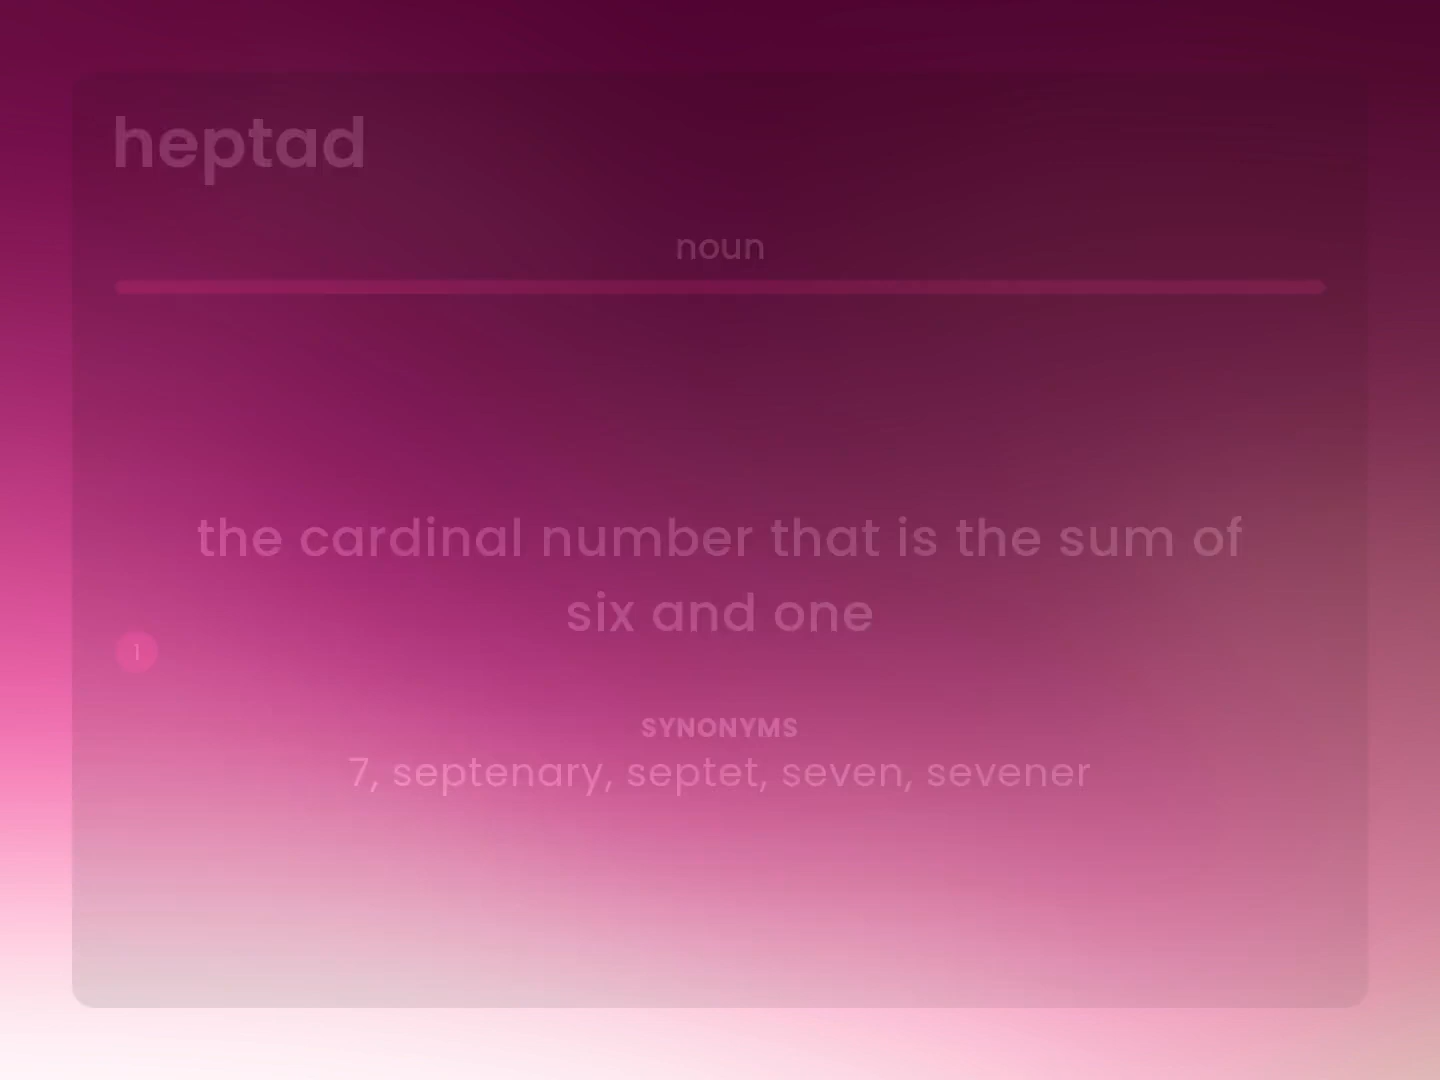 heptad
noun
the cardinal number that is the sum of
six and one
1
SYNONYMS
7, septenary, septet, seven, sevener